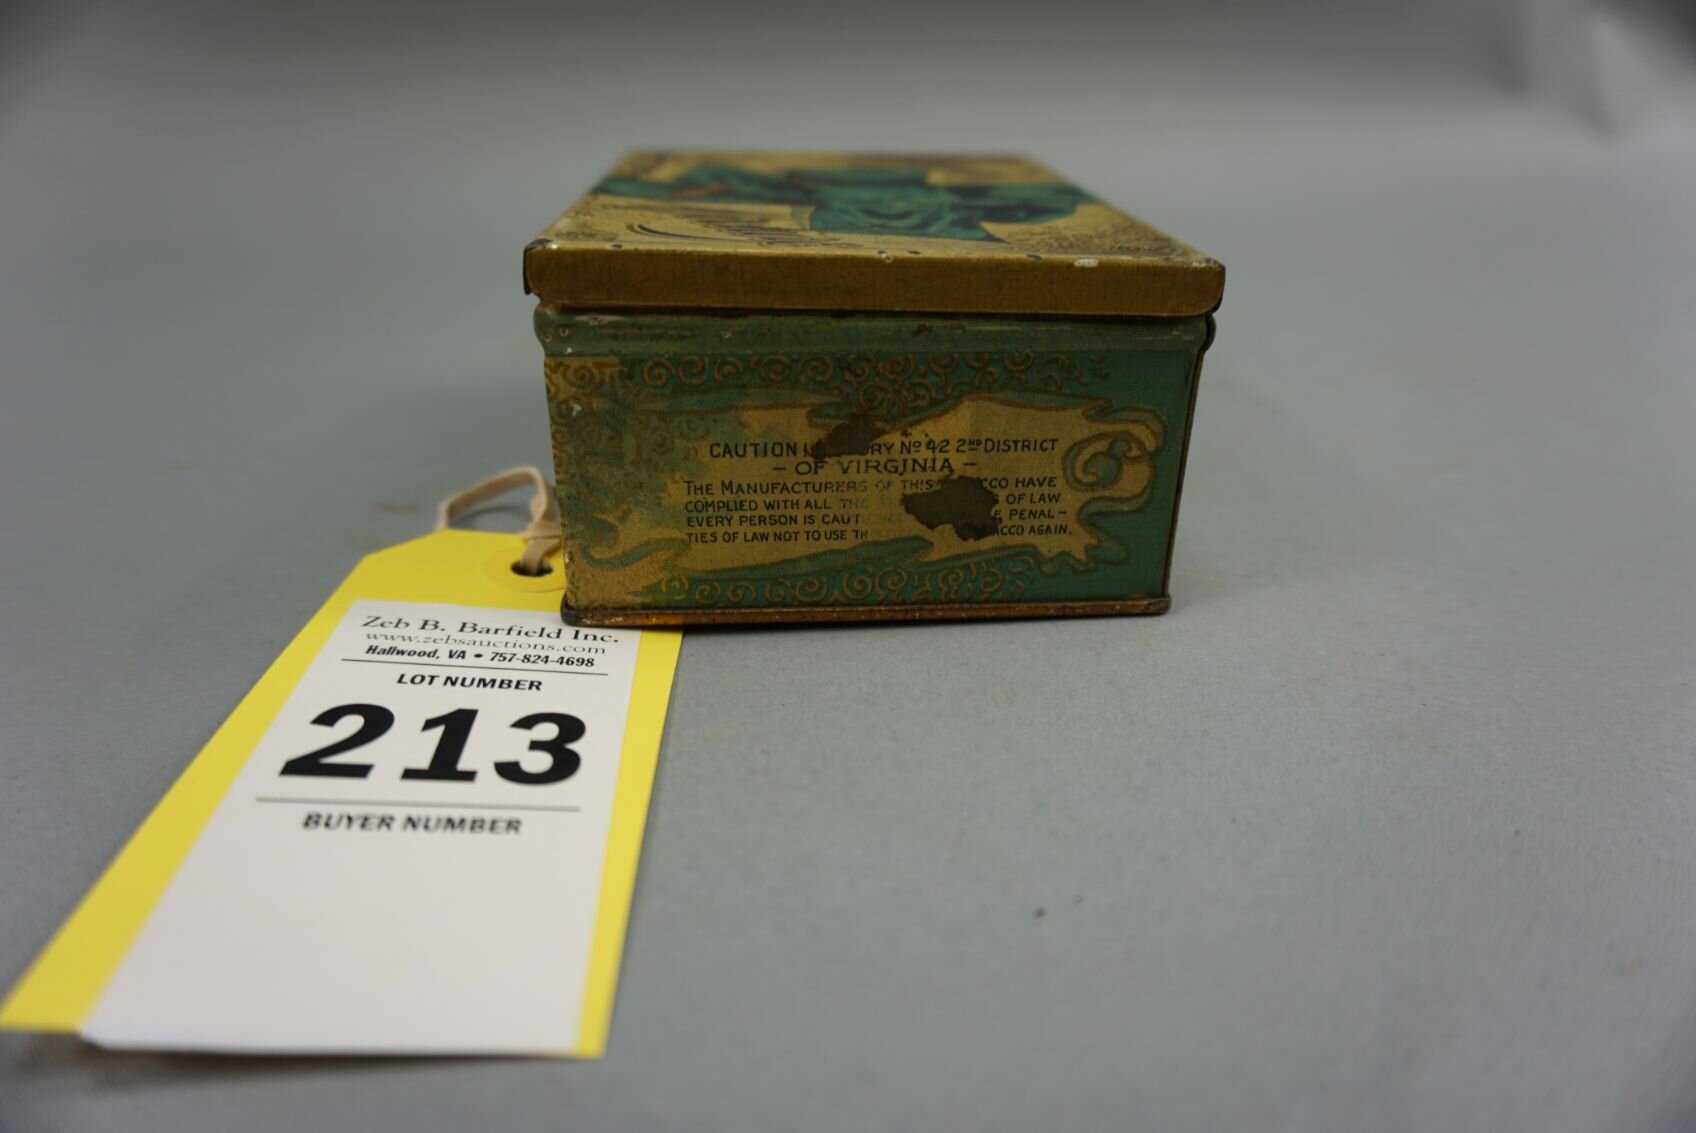 CAUTION RY No 42 2ND DISTRICT
- OF VIRGINIA -
THE MANUFACTURERS OF THIS CCO HAVE
COMPLIED WITH ALL THE OF LAW
EVERY PERSON IS CAUT PENAL-
TIES OF LAW NOT TO USE TH ACCO AGAIN.
Zeb B. Barfield Inc.
www.zebsauctions.com
Hallwood, VA • 757-824-4698
LOT NUMBER
213
BUYER NUMBER